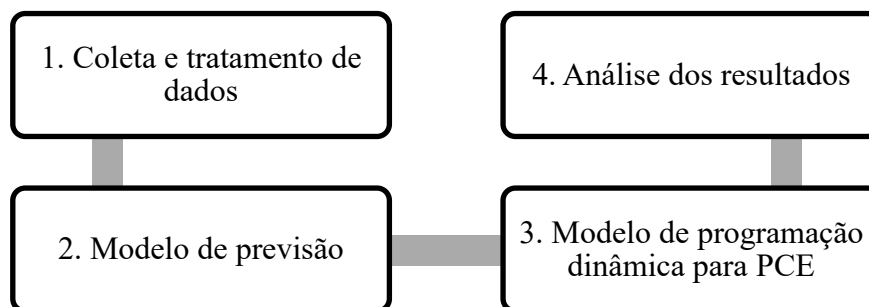 1. Coleta e tratamento de
dados
2. Modelo de previsão
3. Modelo de programação
dinâmica para PCE
4. Análise dos resultados